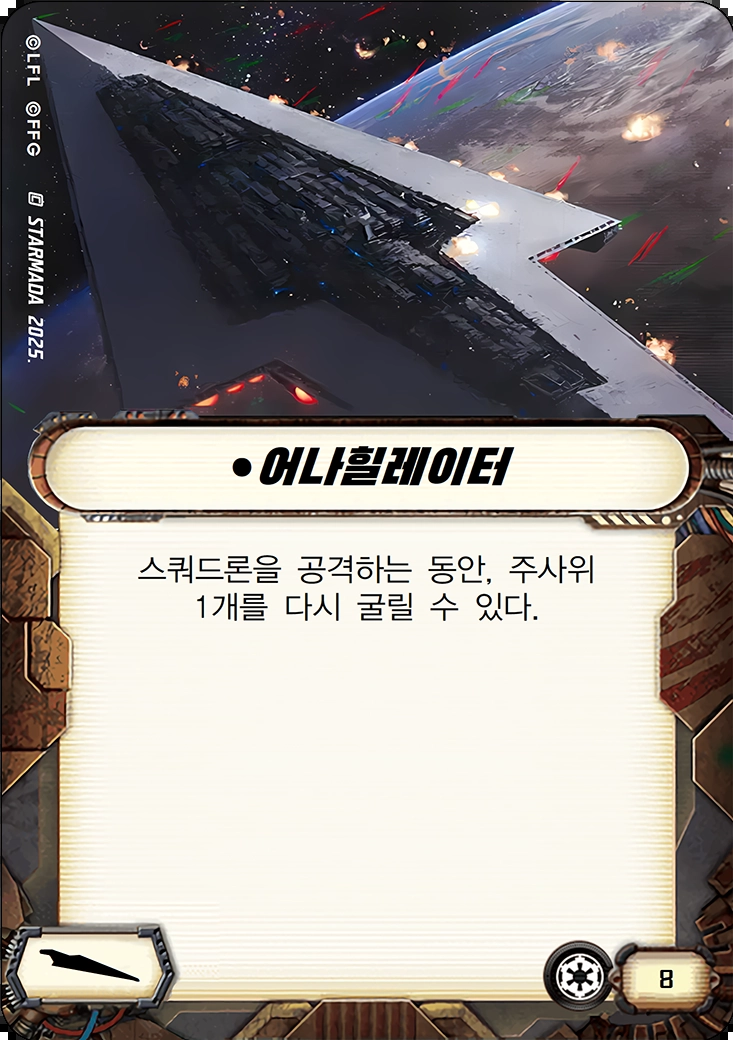 ©LFL ©FFG
STARMADA 2025.
• 어나힐레이터
스쿼드론을 공격하는 동안, 주사위
1개를 다시 굴릴 수 있다.
8